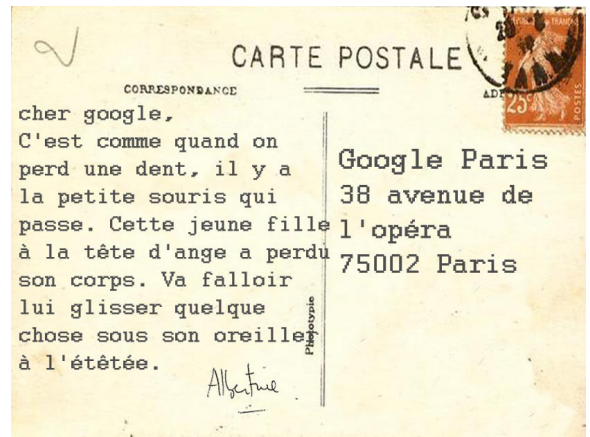 CARTE POSTALE
CORRESPONDANCE
cher google,
C'est comme quand on
perd une dent, il y a
la petite souris qui
passe. Cette jeune fille
à la tête d'ange a perdu
son corps. Va falloir
lui glisser quelque
chose sous son oreiller
à l'étêtée.
Albertine
Phototypie
25c
POSTES
Google Paris
38 avenue de
l'opéra
75002 Paris